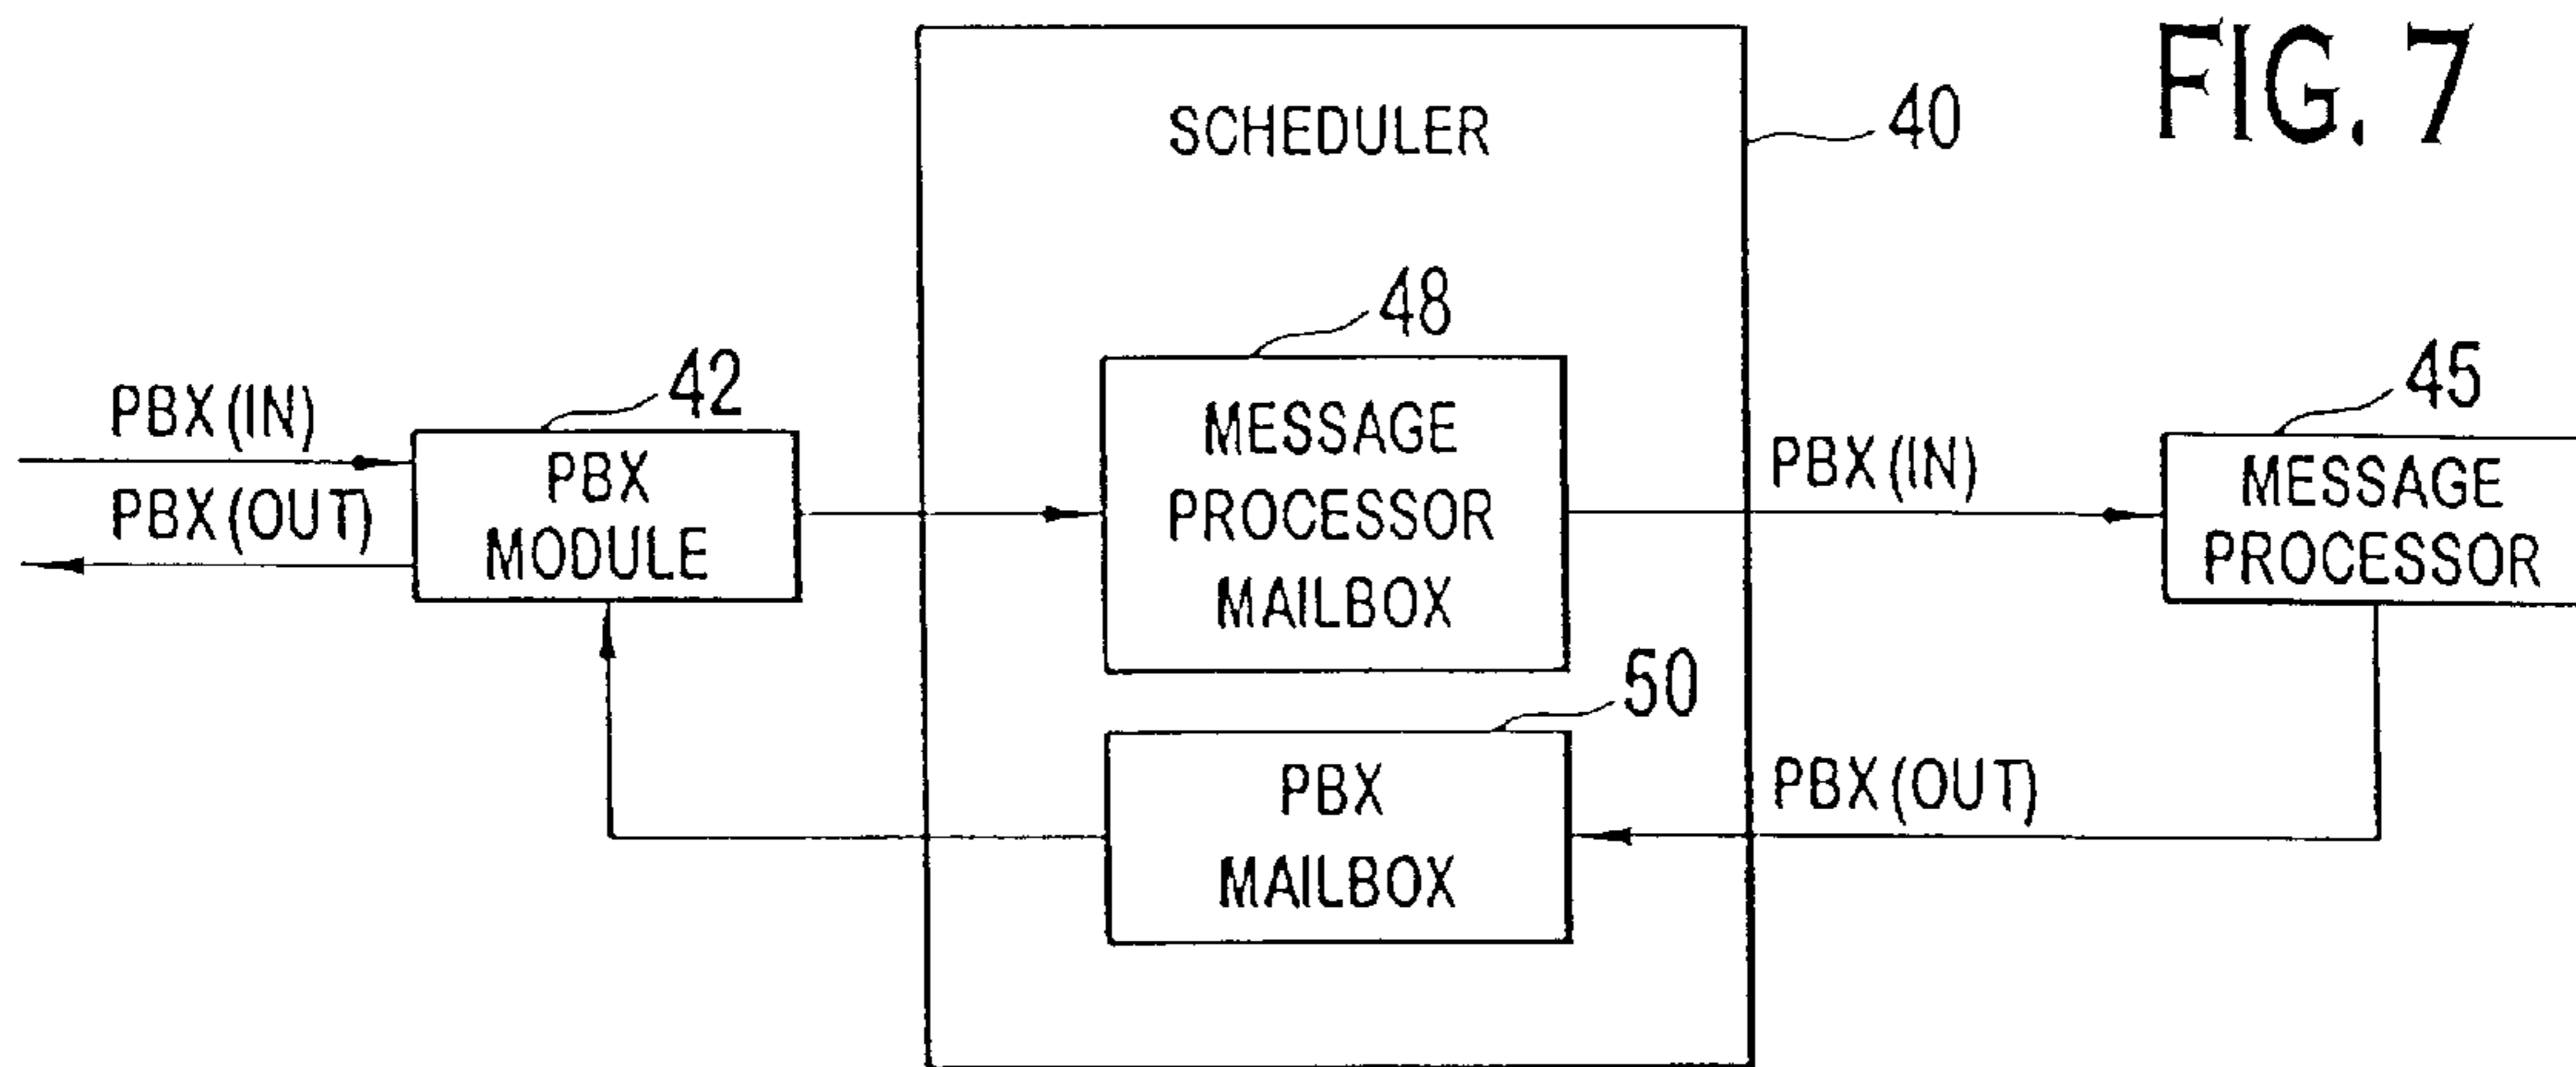 FIG. 7
SCHEDULER
40
48
MESSAGE
PROCESSOR
MAILBOX
42
PBX(IN)
PBX(OUT)
PBX
MODULE
PBX(IN)
45
MESSAGE
PROCESSOR
50
PBX
MAILBOX
PBX(OUT)